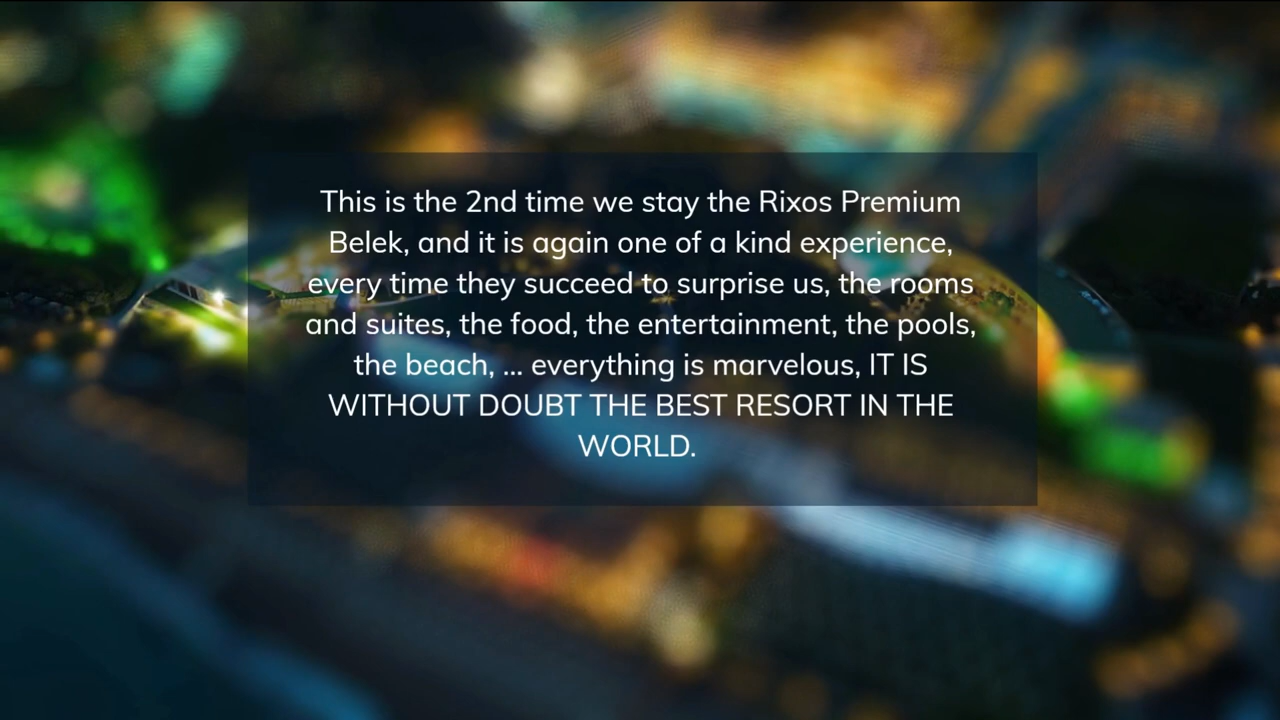 This is the 2nd time we stay the Rixos Premium
Belek, and it is again one of a kind experience,
every time they succeed to surprise us, the rooms
and suites, the food, the entertainment, the pools,
the beach, ... everything is marvelous, IT IS
WITHOUT DOUBT THE BEST RESORT IN THE
WORLD.